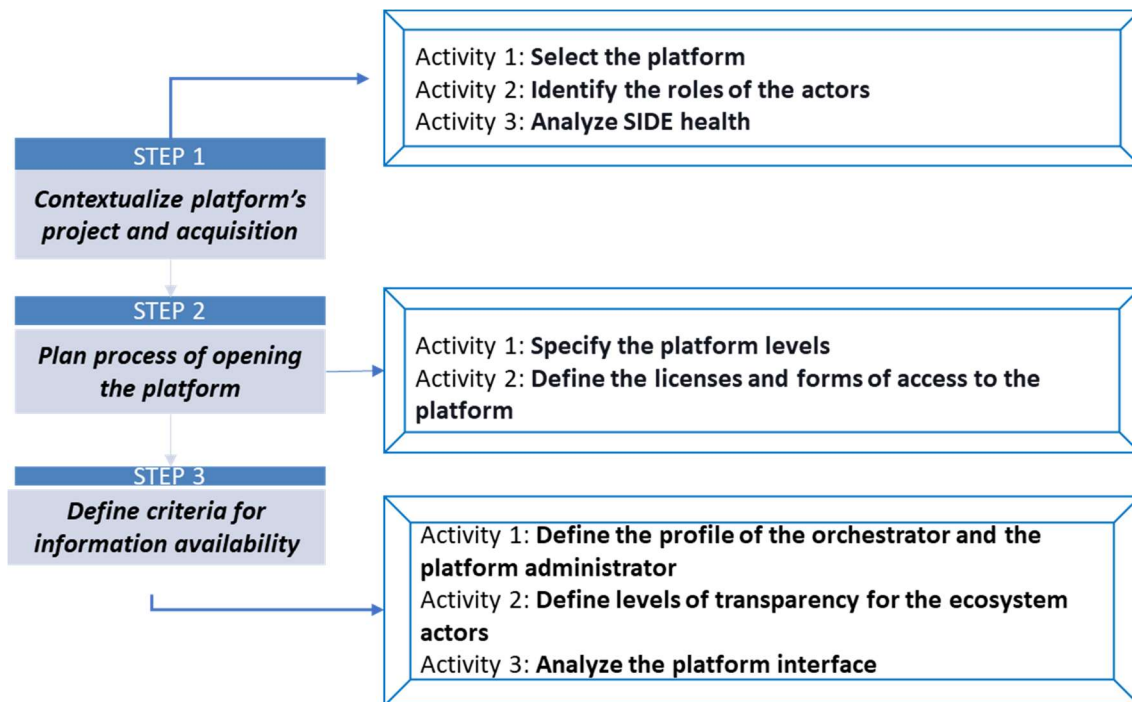 STEP 1
Contextualize platform's
project and acquisition
Activity 1: Select the platform
Activity 2: Identify the roles of the actors
Activity 3: Analyze SIDE health
STEP 2
Plan process of opening
the platform
Activity 1: Specify the platform levels
Activity 2: Define the licenses and forms of access to the
platform
STEP 3
Define criteria for
information availability
Activity 1: Define the profile of the orchestrator and the
platform administrator
Activity 2: Define levels of transparency for the ecosystem
actors
Activity 3: Analyze the platform interface